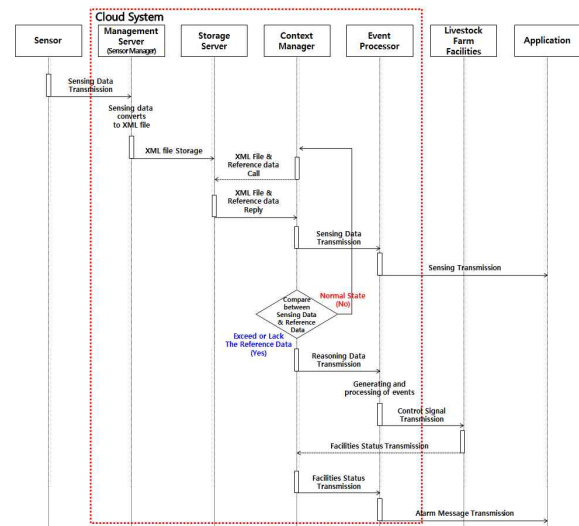 Cloud System
Sensor
Management
Server
(Sensor Manager)
Storage
Server
Context
Manager
Event
Processor
Livestock
Farm
Facilities
Application
Sensing Data
Transmission
Sensing data
converts
to XML file
XML file Storage
XML File &
Reference data
Call
XML File &
Reference data
Reply
Sensing Data
Transmission
Sensing Transmission
Compare
between
Sensing Data
& Reference
Data
Normal State
(No)
Exceed or Lack
The Reference Data
(Yes)
Reasoning Data
Transmission
Generating and
processing of events
Control Signal
Transmission
Facilities Status Transmission
Facilities Status
Transmission
Alarm Message Transmission